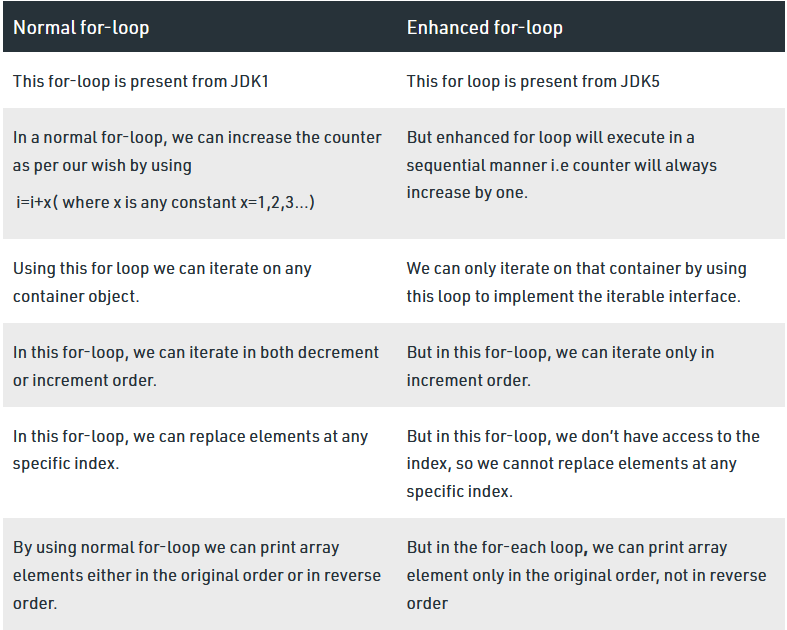 Normal for-loop
Enhanced for-loop
This for-loop is present from JDK1
This for loop is present from JDK5
In a normal for-loop, we can increase the counter
as per our wish by using
i=i+x( where x is any constant x=1,2,3…)
But enhanced for loop will execute in a
sequential manner i.e counter will always
increase by one.
Using this for loop we can iterate on any
container object.
We can only iterate on that container by using
this loop to implement the iterable interface.
In this for-loop, we can iterate in both decrement
or increment order.
But in this for-loop, we can iterate only in
increment order.
In this for-loop, we can replace elements at any
specific index.
But in this for-loop, we don’t have access to the
index, so we cannot replace elements at any
specific index.
By using normal for-loop we can print array
elements either in the original order or in reverse
order.
But in the for-each loop, we can print array
element only in the original order, not in reverse
order